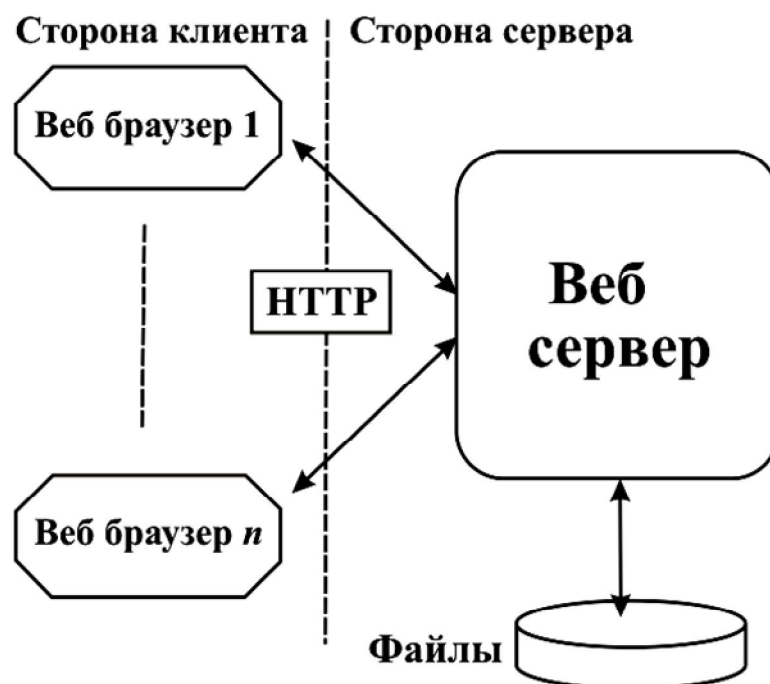 Сторона клиента
Сторона сервера
Веб браузер 1
HTTP
Веб
сервер
Веб браузер n
Файлы